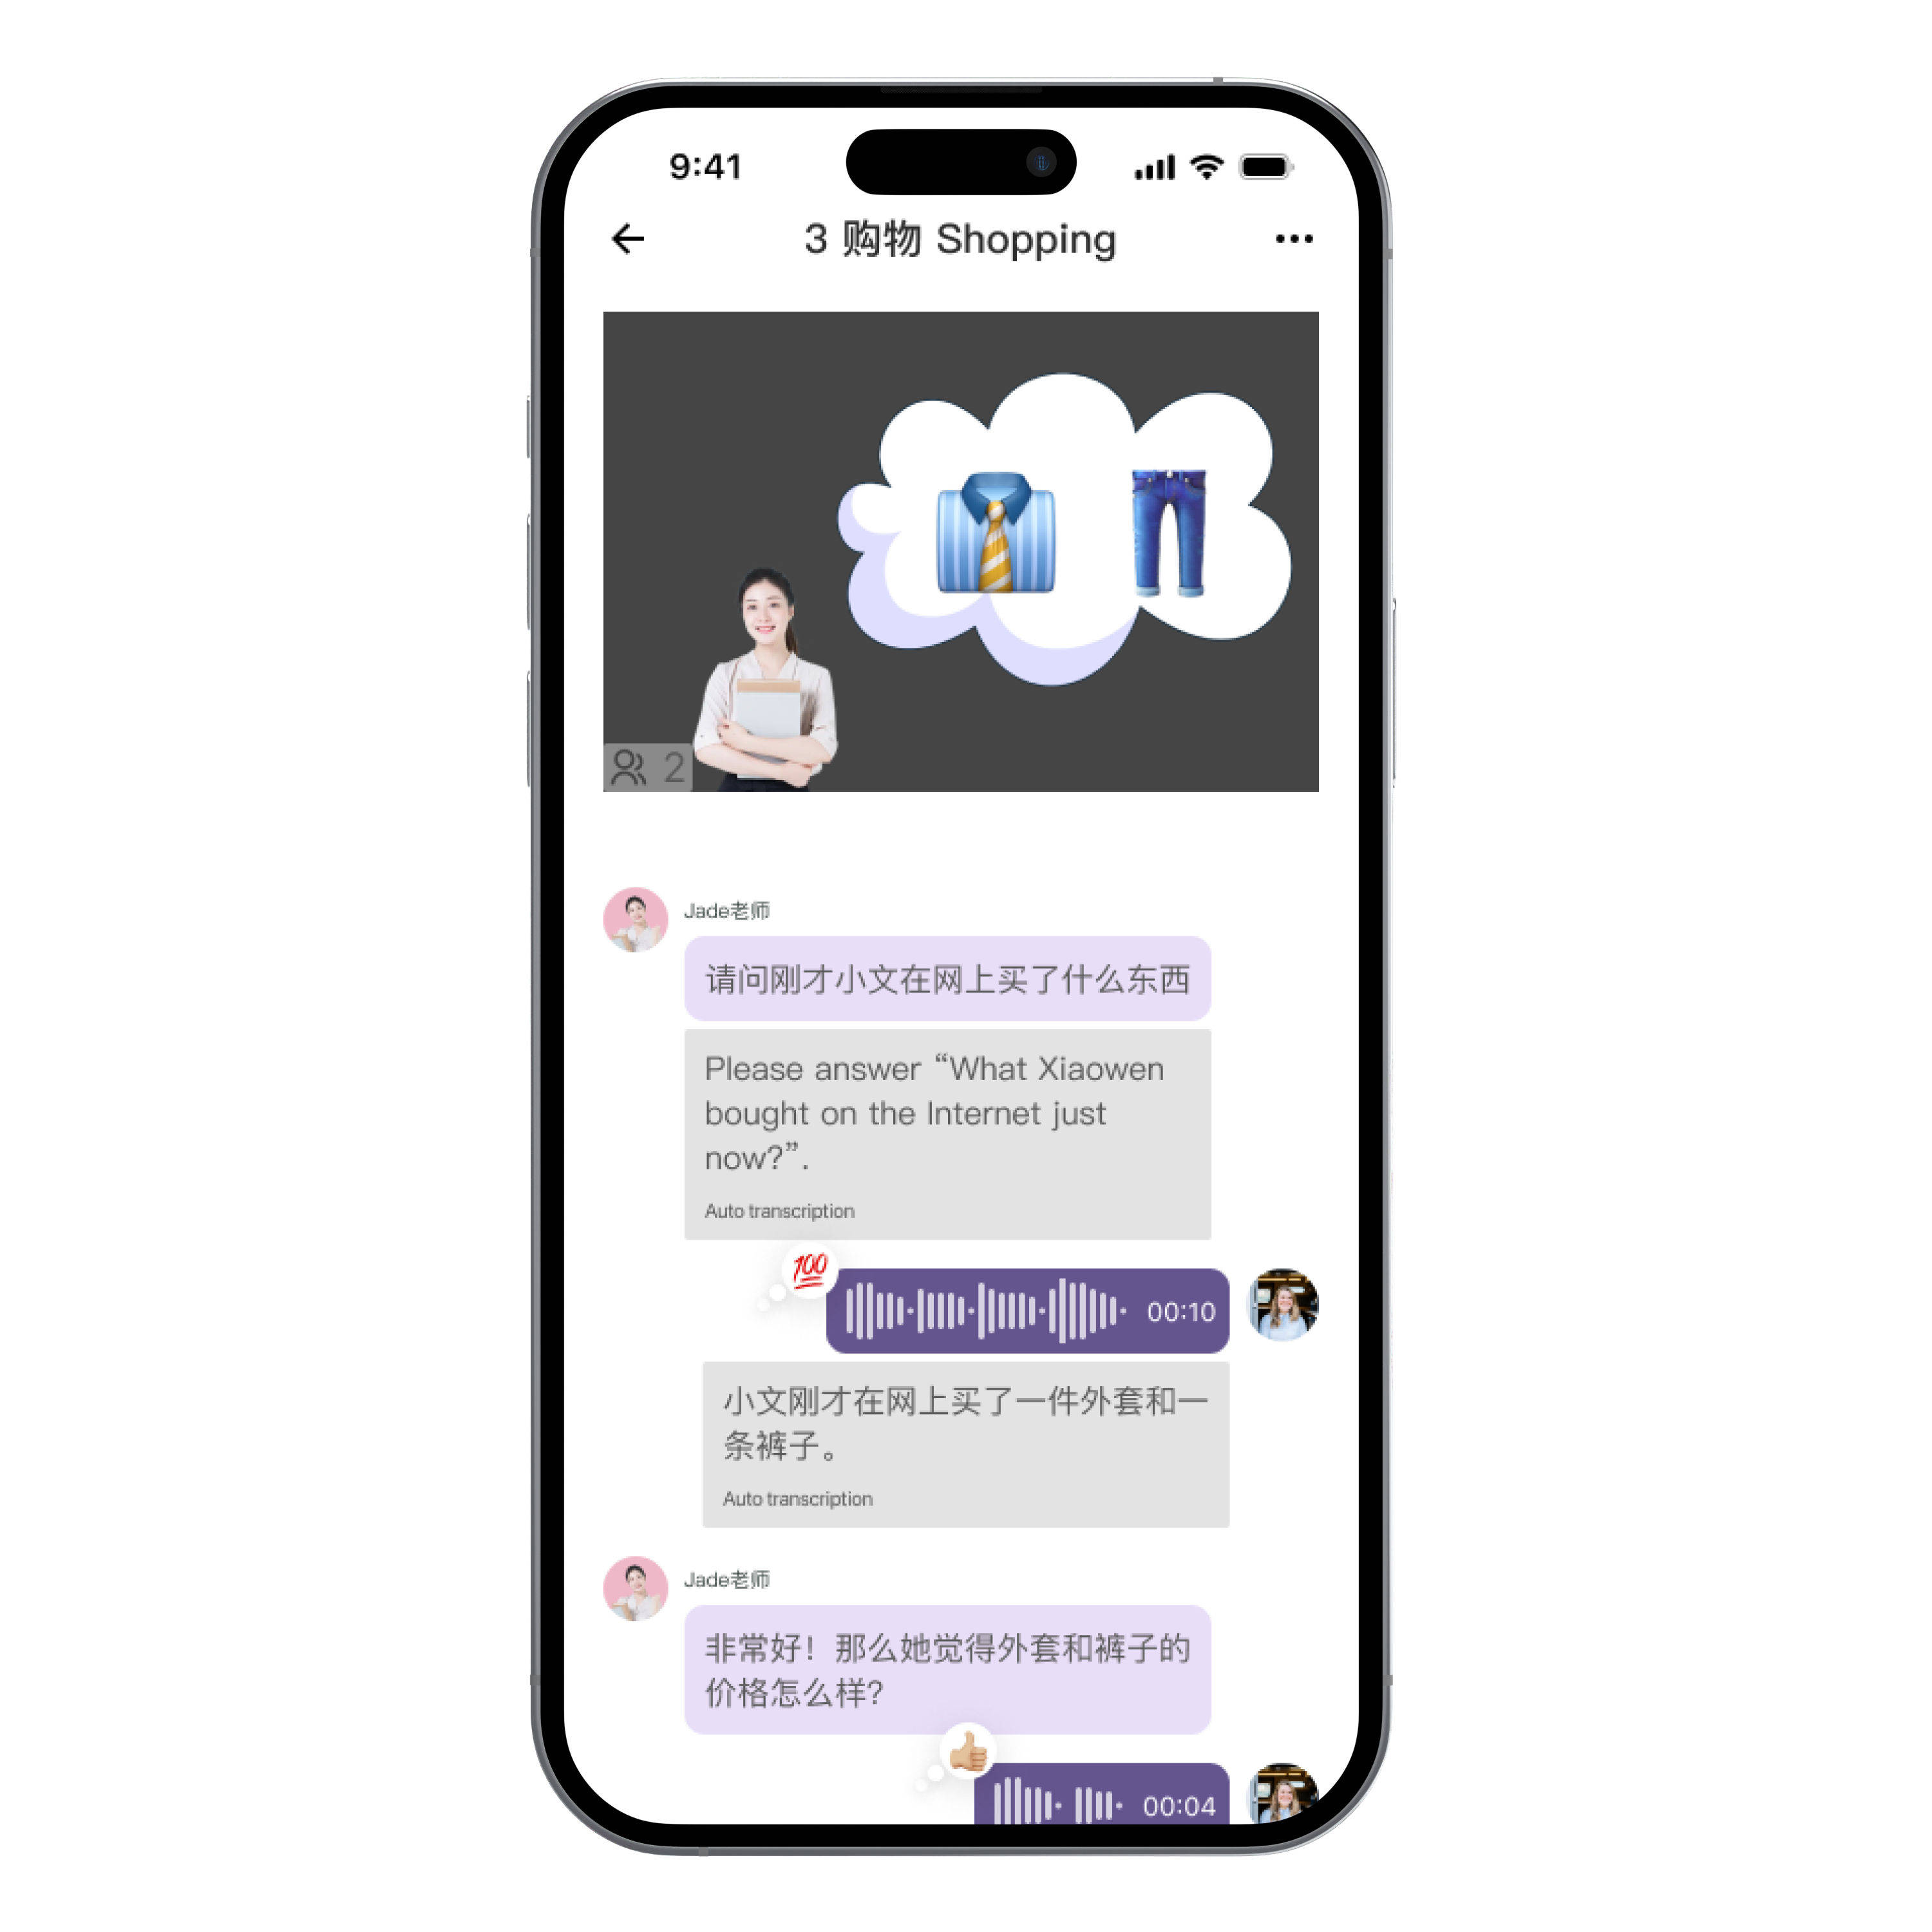 9:41
3 购物 Shopping
2
Jade老师
请问刚才小文在网上买了什么东西
Please answer “What Xiaowen
bought on the Internet just
now?”.
Auto transcription
💯
00:10
小文刚才在网上买了一件外套和一
条裤子。
Auto transcription
Jade老师
非常好！那么她觉得外套和裤子的
价格怎么样？
00:04